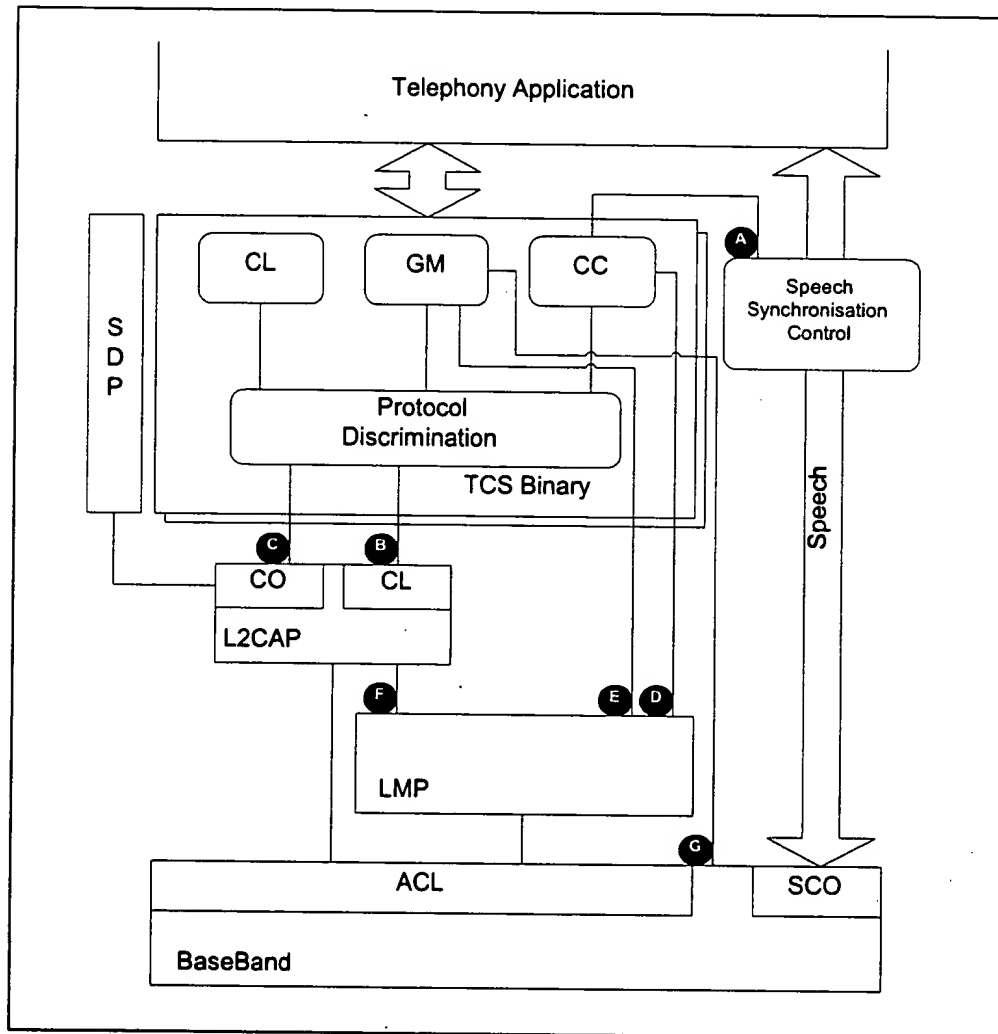 Telephony Application
A
CL
GM
CC
Speech
Synchronisation
Control
S
D
P
Protocol
Discrimination
TCS Binary
Speech
C
B
CO
CL
L2CAP
F
E
D
LMP
G
ACL
SCO
BaseBand